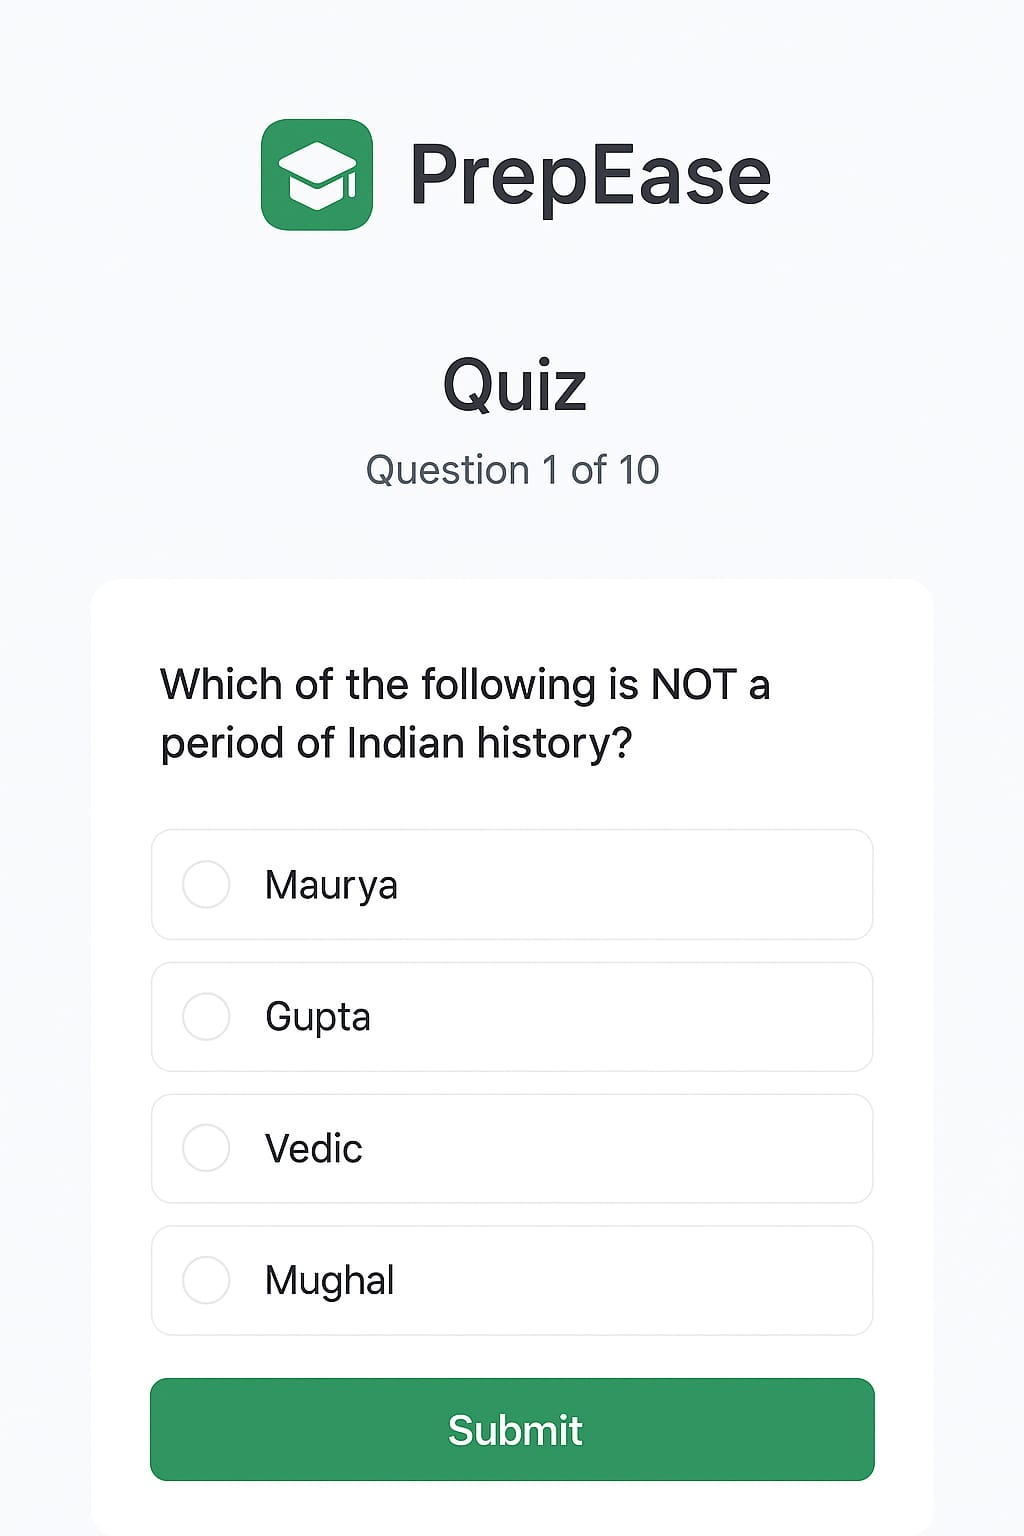 PrepEase
Quiz
Question 1 of 10
Which of the following is NOT a
period of Indian history?
Maurya
Gupta
Vedic
Mughal
Submit